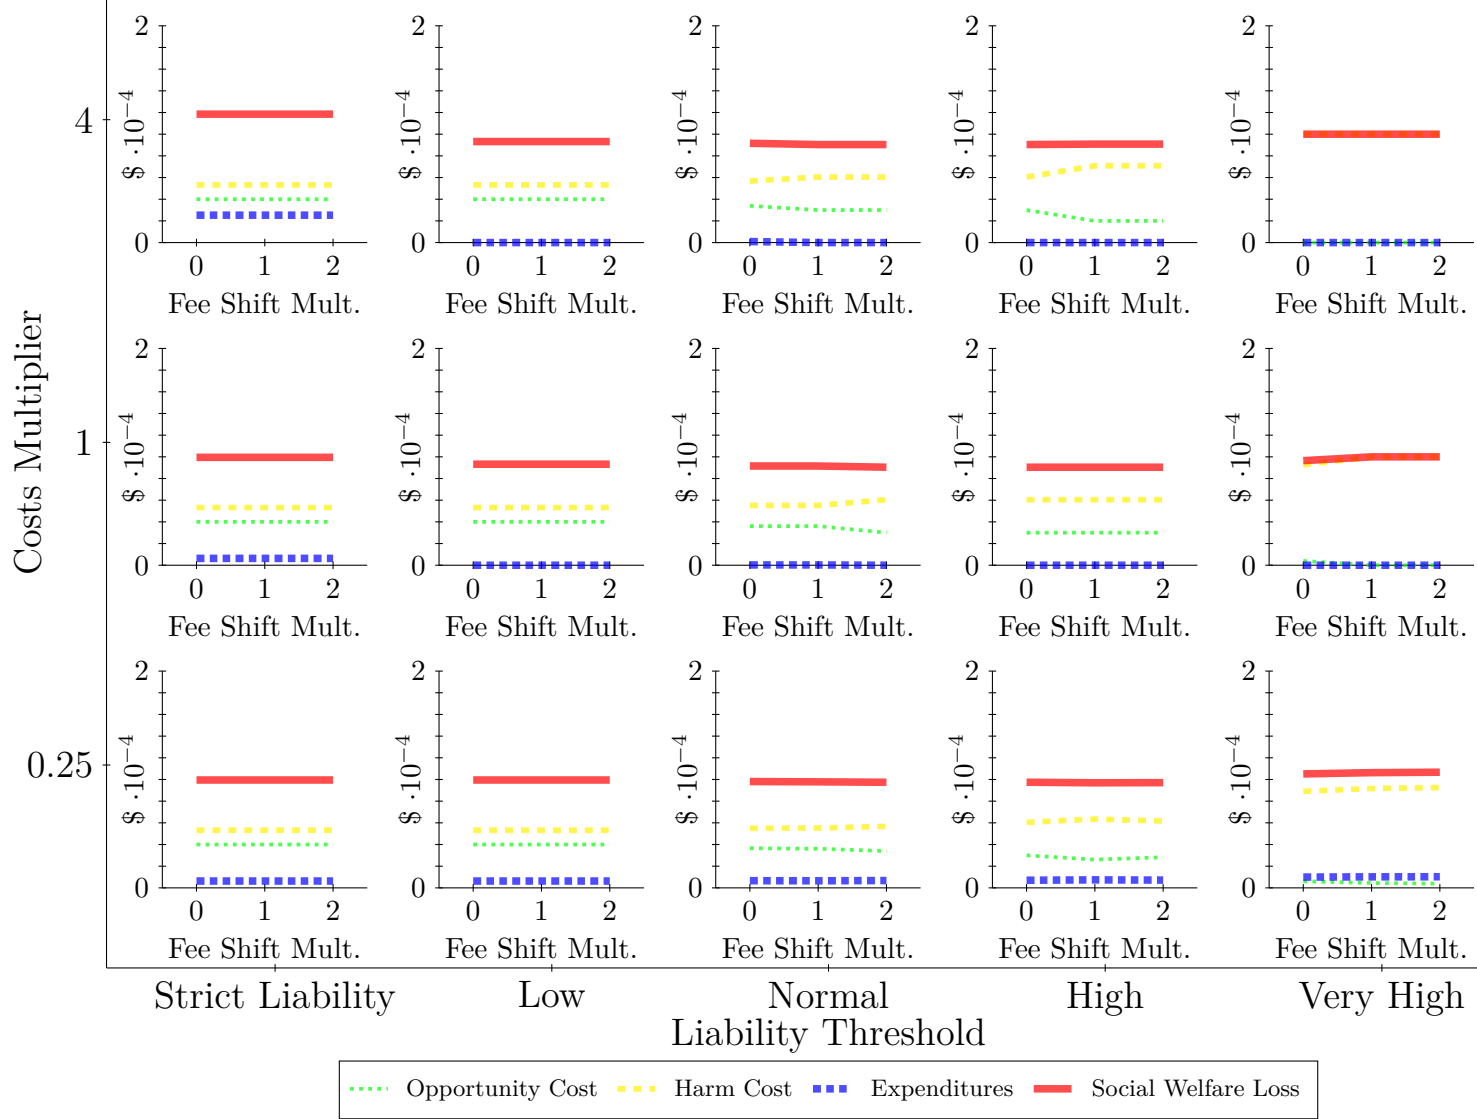 2 2 2 2 2
$ ·10−4 $ ·10−4 $ ·10−4 $ ·10−4 $ ·10−4
4
0 0 0 0 0
0 1 2 0 1 2 0 1 2 0 1 2 0 1 2
Fee Shift Mult. Fee Shift Mult. Fee Shift Mult. Fee Shift Mult. Fee Shift Mult.
Costs Multiplier
2 2 2 2 2
$ ·10−4 $ ·10−4 $ ·10−4 $ ·10−4 $ ·10−4
1
0 0 0 0 0
0 1 2 0 1 2 0 1 2 0 1 2 0 1 2
Fee Shift Mult. Fee Shift Mult. Fee Shift Mult. Fee Shift Mult. Fee Shift Mult.
2 2 2 2 2
$ ·10−4 $ ·10−4 $ ·10−4 $ ·10−4 $ ·10−4
0.25
0 0 0 0 0
0 1 2 0 1 2 0 1 2 0 1 2 0 1 2
Fee Shift Mult. Fee Shift Mult. Fee Shift Mult. Fee Shift Mult. Fee Shift Mult.
Strict Liability Low Normal High Very High
Liability Threshold
Opportunity Cost Harm Cost Expenditures Social Welfare Loss